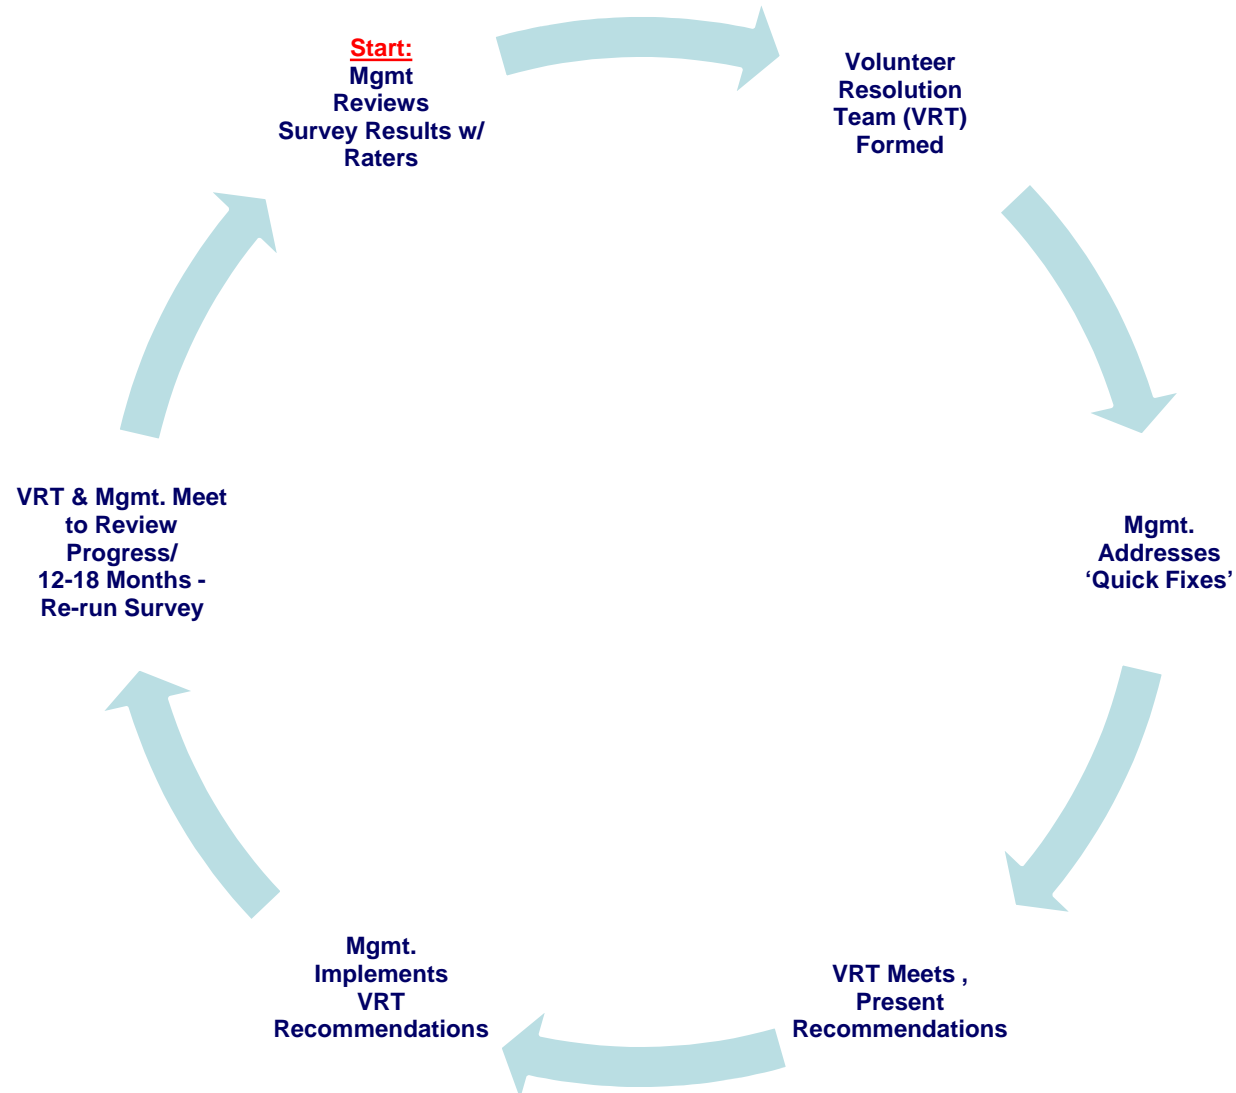 Start:
Mgmt
Reviews
Survey Results w/
Raters
Volunteer
Resolution
Team (VRT)
Formed
Mgmt.
Addresses
‘Quick Fixes’
VRT Meets ,
Present
Recommendations
Mgmt.
Implements
VRT
Recommendations
VRT & Mgmt. Meet
to Review
Progress/
12-18 Months -
Re-run Survey